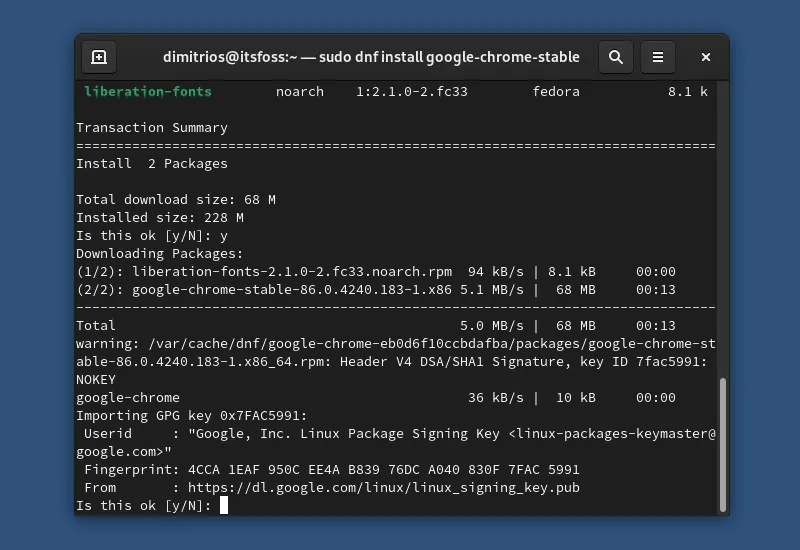 dimitrios@itsfoss:~ — sudo dnf install google-chrome-stable
liberation-fonts noarch 1:2.1.0-2.fc33 fedora 8.1 k
Transaction Summary
================================================================================
Install 2 Packages
Total download size: 68 M
Installed size: 228 M
Is this ok [y/N]: y
Downloading Packages:
(1/2): liberation-fonts-2.1.0-2.fc33.noarch.rpm 94 kB/s | 8.1 kB 00:00
(2/2): google-chrome-stable-86.0.4240.183-1.x86 5.1 MB/s | 68 MB 00:13
--------------------------------------------------------------------------------
Total 5.0 MB/s | 68 MB 00:13
warning: /var/cache/dnf/google-chrome-eb0d6f10ccbdafba/packages/google-chrome-st
able-86.0.4240.183-1.x86_64.rpm: Header V4 DSA/SHA1 Signature, key ID 7fac5991:
NOKEY
google-chrome 36 kB/s | 10 kB 00:00
Importing GPG key 0x7FAC5991:
Userid : "Google, Inc. Linux Package Signing Key <linux-packages-keymaster@
google.com>"
Fingerprint: 4CCA 1EAF 950C EE4A B839 76DC A040 830F 7FAC 5991
From : https://dl.google.com/linux/linux_signing_key.pub
Is this ok [y/N]: